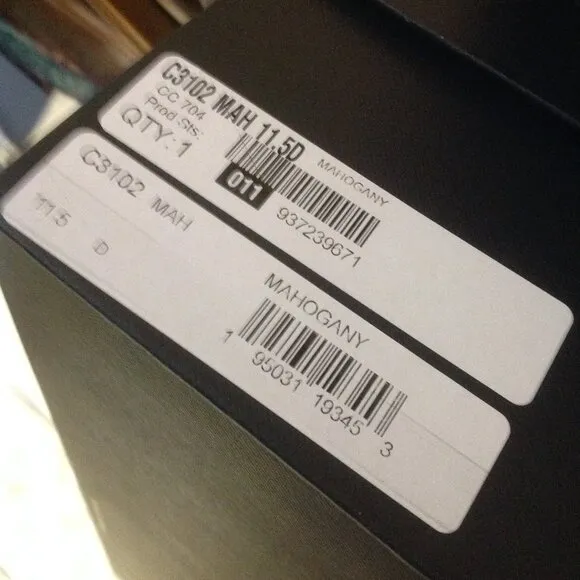 C3102 MAH 11.5D
CC 704
Prod Sts:
QTY: 1
MAHOGANY
011
937239671
C3102 MAH
11.5 D
MAHOGANY
1 95031 19345 3